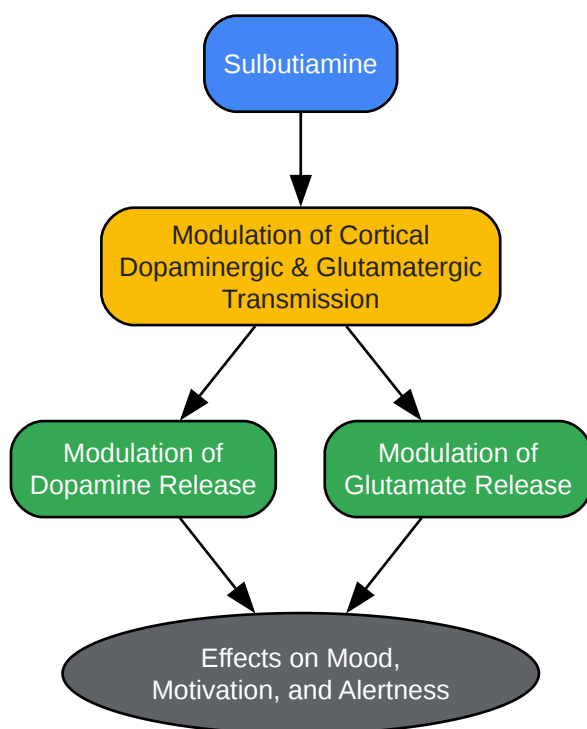 Sulbutiamine
Modulation of Cortical
Dopaminergic & Glutamatergic
Transmission
Modulation of
Dopamine Release
Modulation of
Glutamate Release
Effects on Mood,
Motivation, and Alertness